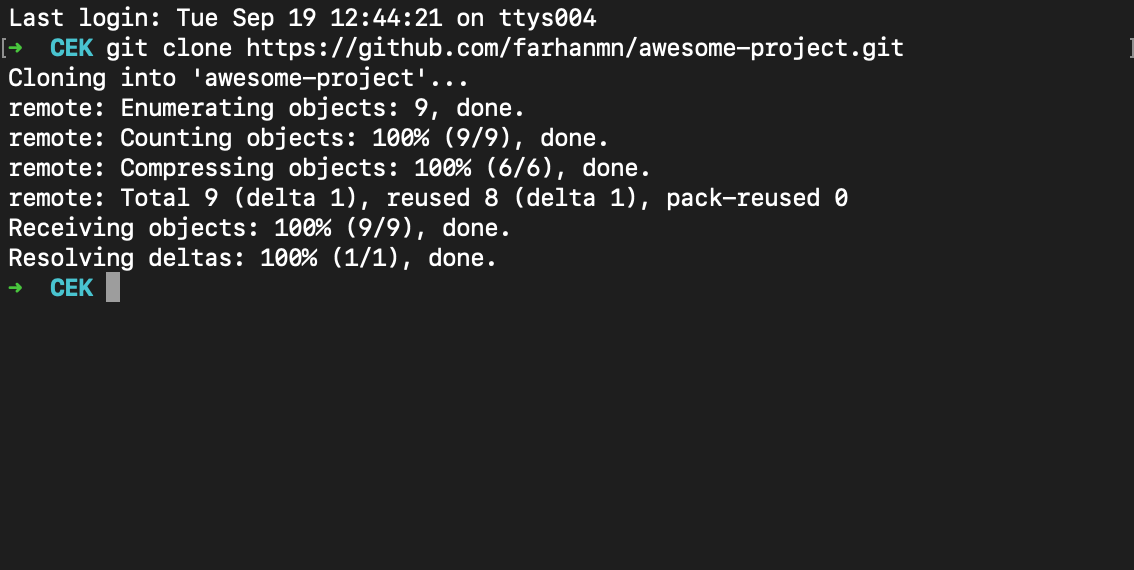 Last login: Tue Sep 19 12:44:21 on ttys004
[➜  CEK git clone https://github.com/farhanmn/awesome-project.git ]
Cloning into 'awesome-project'...
remote: Enumerating objects: 9, done.
remote: Counting objects: 100% (9/9), done.
remote: Compressing objects: 100% (6/6), done.
remote: Total 9 (delta 1), reused 8 (delta 1), pack-reused 0
Receiving objects: 100% (9/9), done.
Resolving deltas: 100% (1/1), done.
➜  CEK